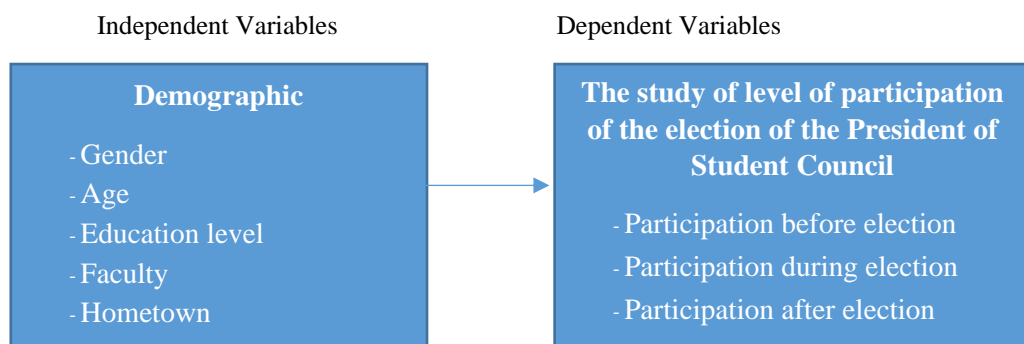 Independent Variables
Dependent Variables
Demographic
- Gender
- Age
- Education level
- Faculty
- Hometown
The study of level of participation
of the election of the President of
Student Council
- Participation before election
- Participation during election
- Participation after election